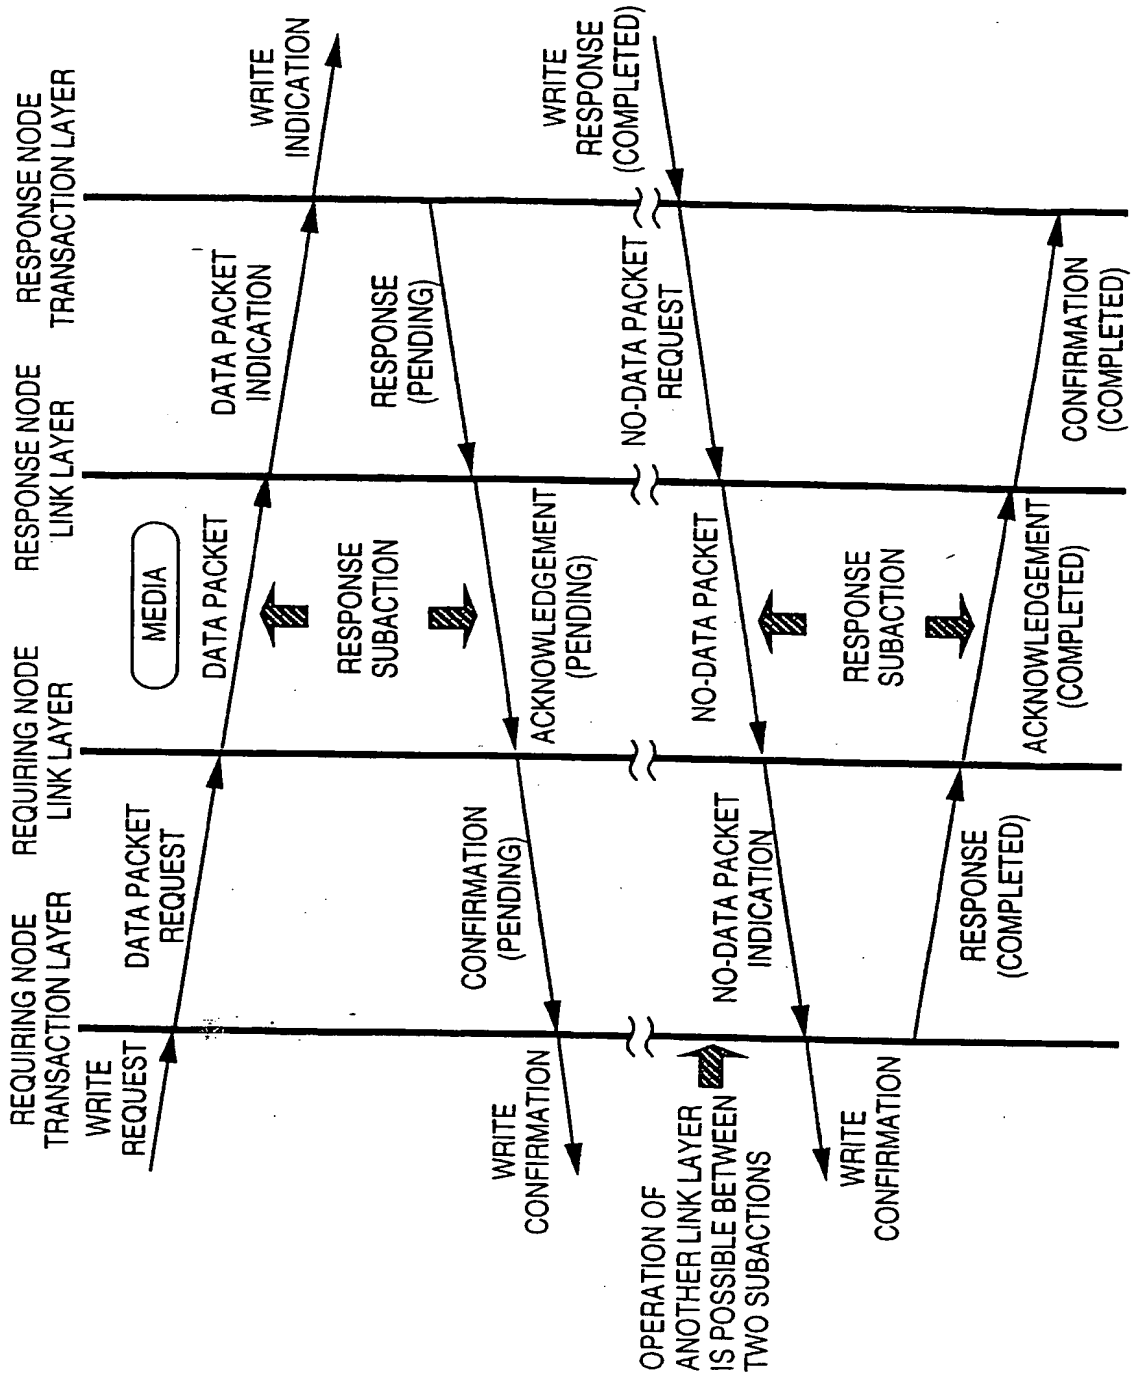 REQUIRING NODE
TRANSACTION LAYER
REQUIRING NODE
LINK LAYER
RESPONSE NODE
LINK LAYER
RESPONSE NODE
TRANSACTION LAYER
WRITE
REQUEST
DATA PACKET
REQUEST
MEDIA
DATA PACKET
DATA PACKET
INDICATION
WRITE
INDICATION
RESPONSE
SUBACTION
RESPONSE
(PENDING)
ACKNOWLEDGEMENT
(PENDING)
CONFIRMATION
(PENDING)
WRITE
CONFIRMATION
OPERATION OF
ANOTHER LINK LAYER
IS POSSIBLE BETWEEN
TWO SUBACTIONS
WRITE
RESPONSE
(COMPLETED)
NO-DATA PACKET
REQUEST
NO-DATA PACKET
NO-DATA PACKET
INDICATION
WRITE
CONFIRMATION
RESPONSE
SUBACTION
RESPONSE
(COMPLETED)
ACKNOWLEDGEMENT
(COMPLETED)
CONFIRMATION
(COMPLETED)